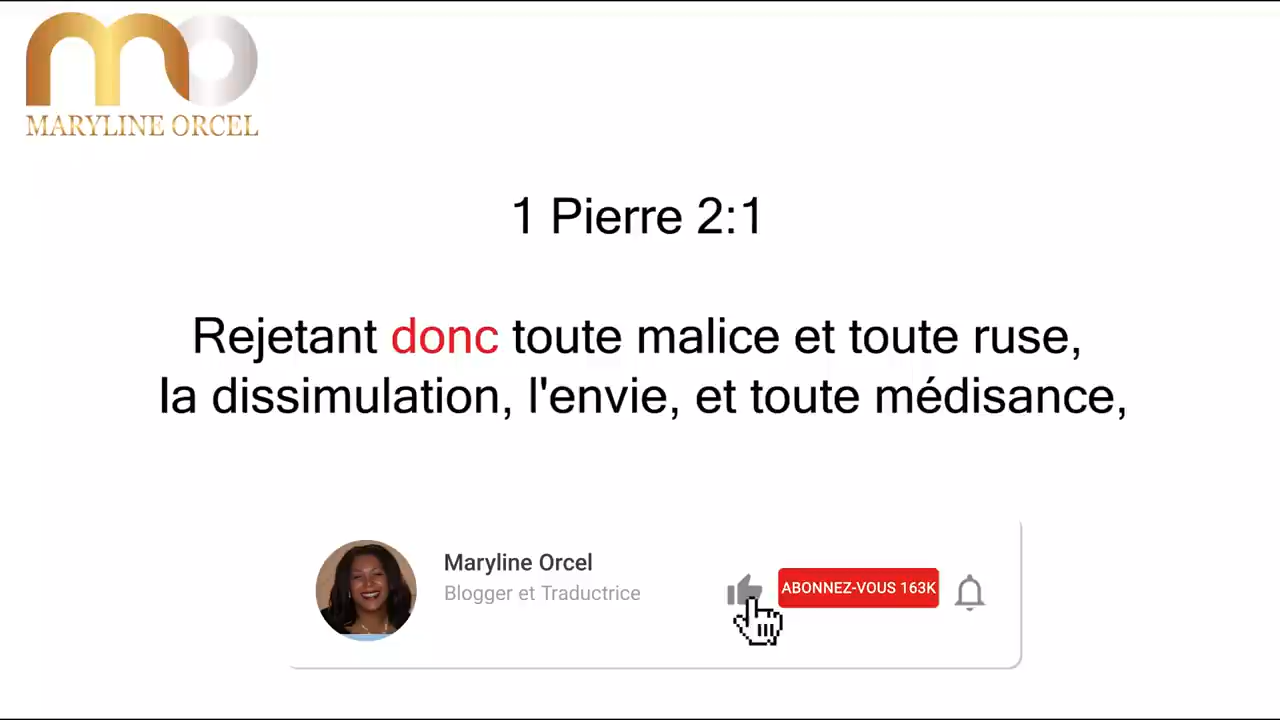 mo
MARYLINE ORCEL
1 Pierre 2:1
Rejetant donc toute malice et toute ruse,
la dissimulation, l'envie, et toute médisance,
Maryline Orcel
Blogger et Traductrice
ABONNEZ-VOUS 163K